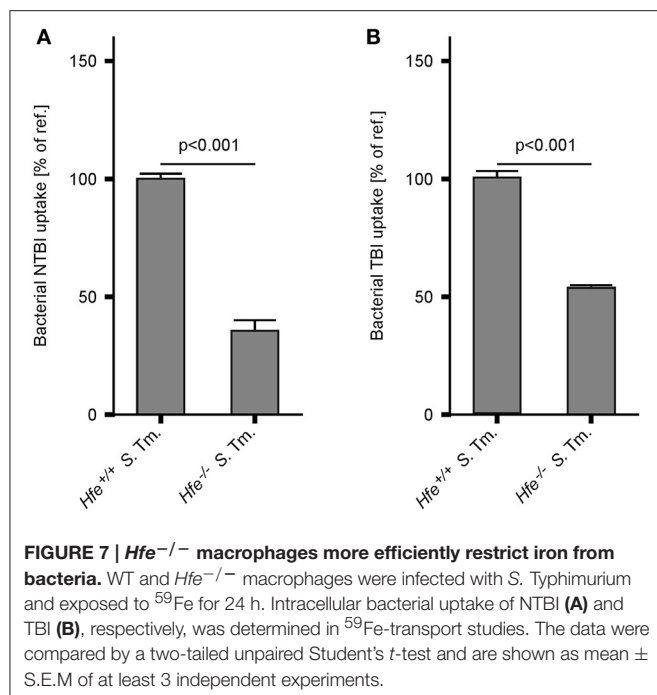 A
Bacterial NTBI uptake [% of ref.]
150
100
50
0
p<0.001
Hfe+/+ S. Tm.
Hfe-/- S. Tm.
B
Bacterial TBI uptake [% of ref.]
150
100
50
0
p<0.001
Hfe+/+ S. Tm.
Hfe-/- S. Tm.
FIGURE 7 | Hfe−/− macrophages more efficiently restrict iron from
bacteria. WT and Hfe−/− macrophages were infected with S. Typhimurium
and exposed to 59Fe for 24 h. Intracellular bacterial uptake of NTBI (A) and
TBI (B), respectively, was determined in 59Fe-transport studies. The data were
compared by a two-tailed unpaired Student's t-test and are shown as mean ±
S.E.M of at least 3 independent experiments.